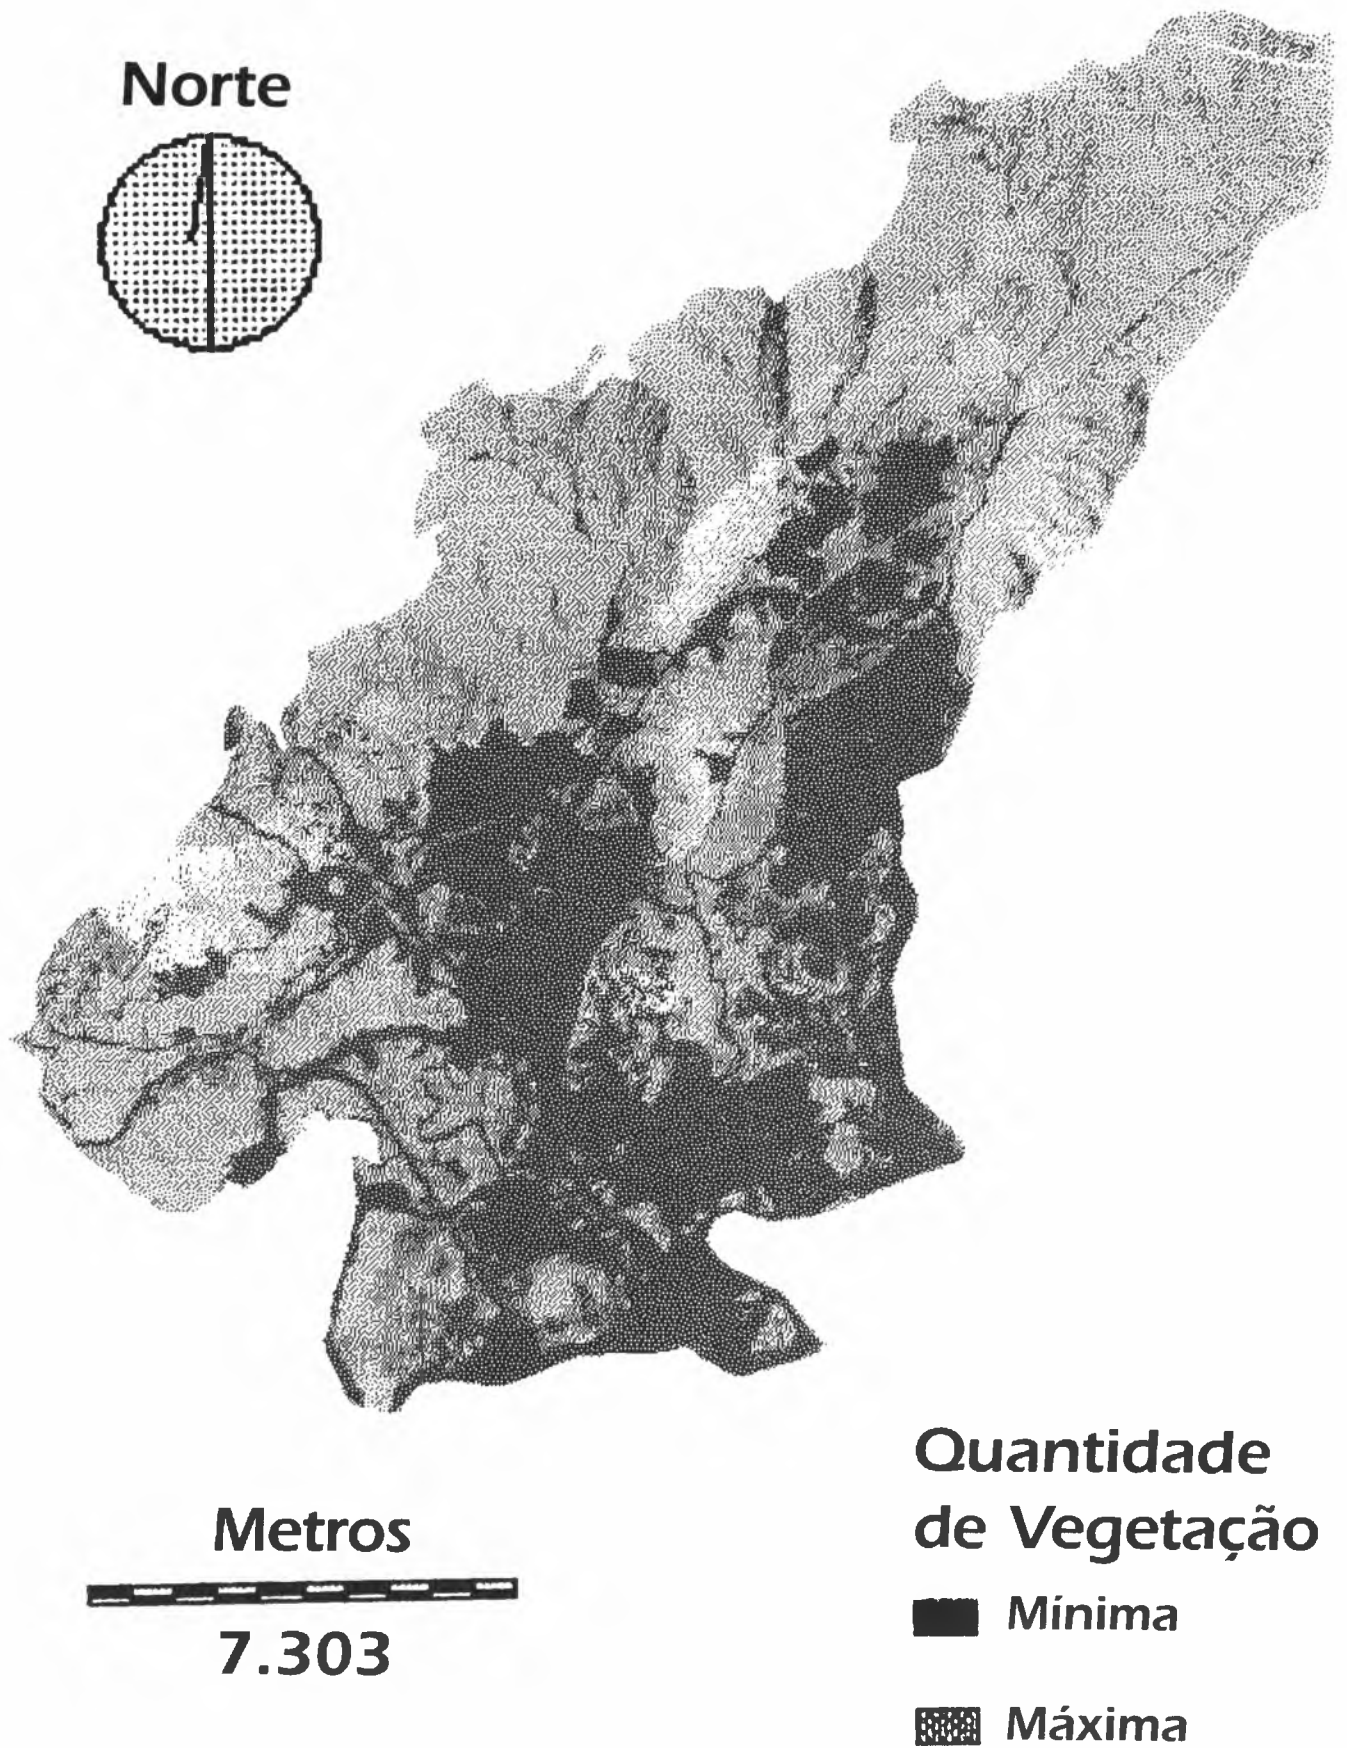 Norte
Metros
7.303
Quantidade
de Vegetação
Mínima
Máxima